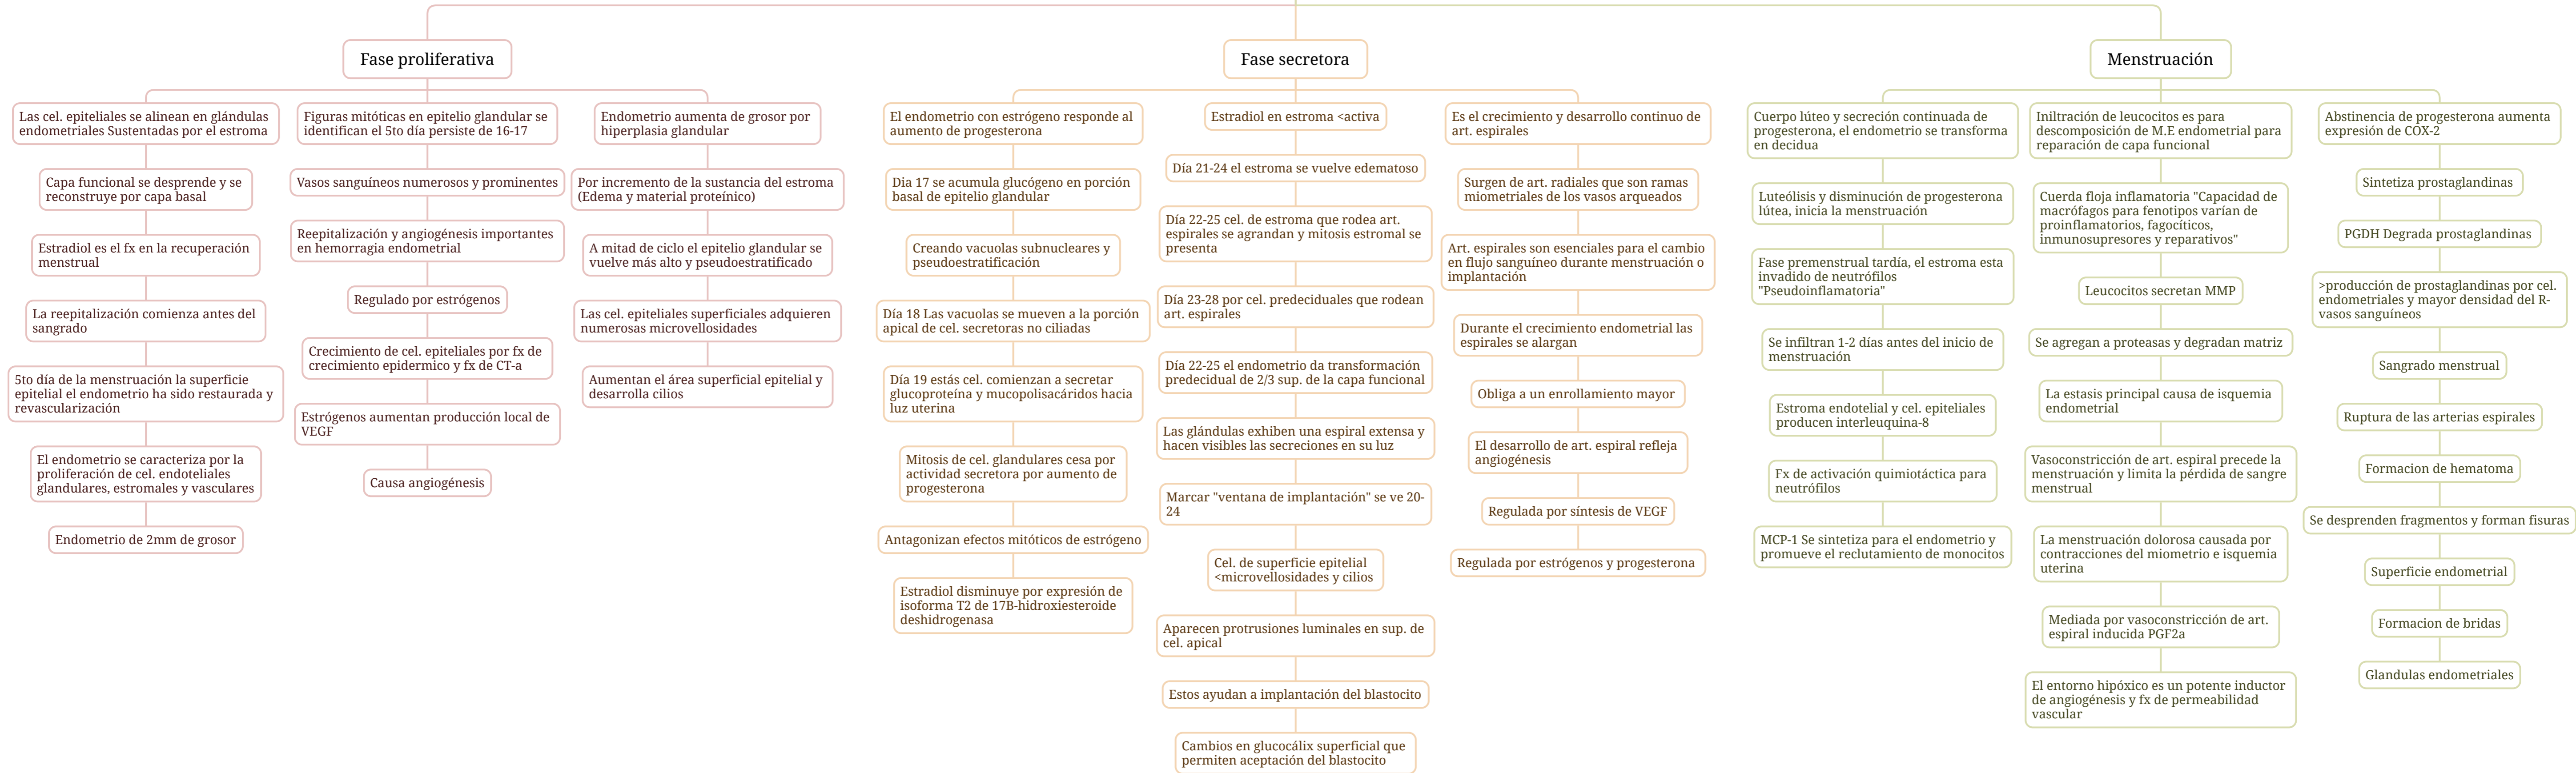 Fase proliferativa
Las cel. epiteliales se alinean en glándulas
endometriales Sustentadas por el estroma
Capa funcional se desprende y se
reconstruye por capa basal
Estradiol es el fx en la recuperación
menstrual
La reepitalización comienza antes del
sangrado
5to día de la menstruación la superficie
epitelial el endometrio ha sido restaurada y
revascularización
El endometrio se caracteriza por la
proliferación de cel. endoteliales
glandulares, estromales y vasculares
Endometrio de 2mm de grosor
Figuras mitóticas en epitelio glandular se
identifican el 5to día persiste de 16-17
Vasos sanguíneos numerosos y prominentes
Reepitalización y angiogénesis importantes
en hemorragia endometrial
Regulado por estrógenos
Crecimiento de cel. epiteliales por fx de
crecimiento epidermico y fx de CT-a
Estrógenos aumentan producción local de
VEGF
Causa angiogénesis
Endometrio aumenta de grosor por
hiperplasia glandular
Por incremento de la sustancia del estroma
(Edema y material proteínico)
A mitad de ciclo el epitelio glandular se
vuelve más alto y pseudoestratificado
Las cel. epiteliales superficiales adquieren
numerosas microvellosidades
Aumentan el área superficial epitelial y
desarrolla cilios
Fase secretora
El endometrio con estrógeno responde al
aumento de progesterona
Dia 17 se acumula glucógeno en porción
basal de epitelio glandular
Creando vacuolas subnucleares y
pseudoestratificación
Día 18 Las vacuolas se mueven a la porción
apical de cel. secretoras no ciliadas
Día 19 estás cel. comienzan a secretar
glucoproteína y mucopolisacáridos hacia
luz uterina
Mitosis de cel. glandulares cesa por
actividad secretora por aumento de
progesterona
Antagonizan efectos mitóticos de estrógeno
Estradiol disminuye por expresión de
isoforma T2 de 17B-hidroxiesteroide
deshidrogenasa
Estradiol en estroma <activa
Día 21-24 el estroma se vuelve edematoso
Día 22-25 cel. de estroma que rodea art.
espirales se agrandan y mitosis estromal se
presenta
Día 23-28 por cel. predeciduales que rodean
art. espirales
Día 22-25 el endometrio da transformación
predecidual de 2/3 sup. de la capa funcional
Las glándulas exhiben una espiral extensa y
hacen visibles las secreciones en su luz
Marcar "ventana de implantación" se ve 20-
24
Cel. de superficie epitelial
<microvellosidades y cilios
Aparecen protrusiones luminales en sup. de
cel. apical
Estos ayudan a implantación del blastocito
Cambios en glucocálix superficial que
permiten aceptación del blastocito
Es el crecimiento y desarrollo continuo de
art. espirales
Surgen de art. radiales que son ramas
miometriales de los vasos arqueados
Art. espirales son esenciales para el cambio
en flujo sanguíneo durante menstruación o
implantación
Durante el crecimiento endometrial las
espirales se alargan
Obliga a un enrollamiento mayor
El desarrollo de art. espiral refleja
angiogénesis
Regulada por síntesis de VEGF
Regulada por estrógenos y progesterona
Menstruación
Cuerpo lúteo y secreción continuada de
progesterona, el endometrio se transforma
en decidua
Luteólisis y disminución de progesterona
lútea, inicia la menstruación
Fase premenstrual tardía, el estroma esta
invadido de neutrófilos
"Pseudoinflamatoria"
Se infiltran 1-2 días antes del inicio de
menstruación
Estroma endotelial y cel. epiteliales
producen interleuquina-8
Fx de activación quimiotáctica para
neutrófilos
MCP-1 Se sintetiza para el endometrio y
promueve el reclutamiento de monocitos
Iniltración de leucocitos es para
descomposición de M.E endometrial para
reparación de capa funcional
Cuerda floja inflamatoria "Capacidad de
macrófagos para fenotipos varían de
proinflamatorios, fagocíticos,
inmunosupresores y reparativos"
Leucocitos secretan MMP
Se agregan a proteasas y degradan matriz
La estasis principal causa de isquemia
endometrial
Vasoconstricción de art. espiral precede la
menstruación y limita la pérdida de sangre
menstrual
La menstruación dolorosa causada por
contracciones del miometrio e isquemia
uterina
Mediada por vasoconstricción de art.
espiral inducida PGF2a
El entorno hipóxico es un potente inductor
de angiogénesis y fx de permeabilidad
vascular
Abstinencia de progesterona aumenta
expresión de COX-2
Sintetiza prostaglandinas
PGDH Degrada prostaglandinas
>producción de prostaglandinas por cel.
endometriales y mayor densidad del R-
vasos sanguíneos
Sangrado menstrual
Ruptura de las arterias espirales
Formacion de hematoma
Se desprenden fragmentos y forman fisuras
Superficie endometrial
Formacion de bridas
Glandulas endometriales